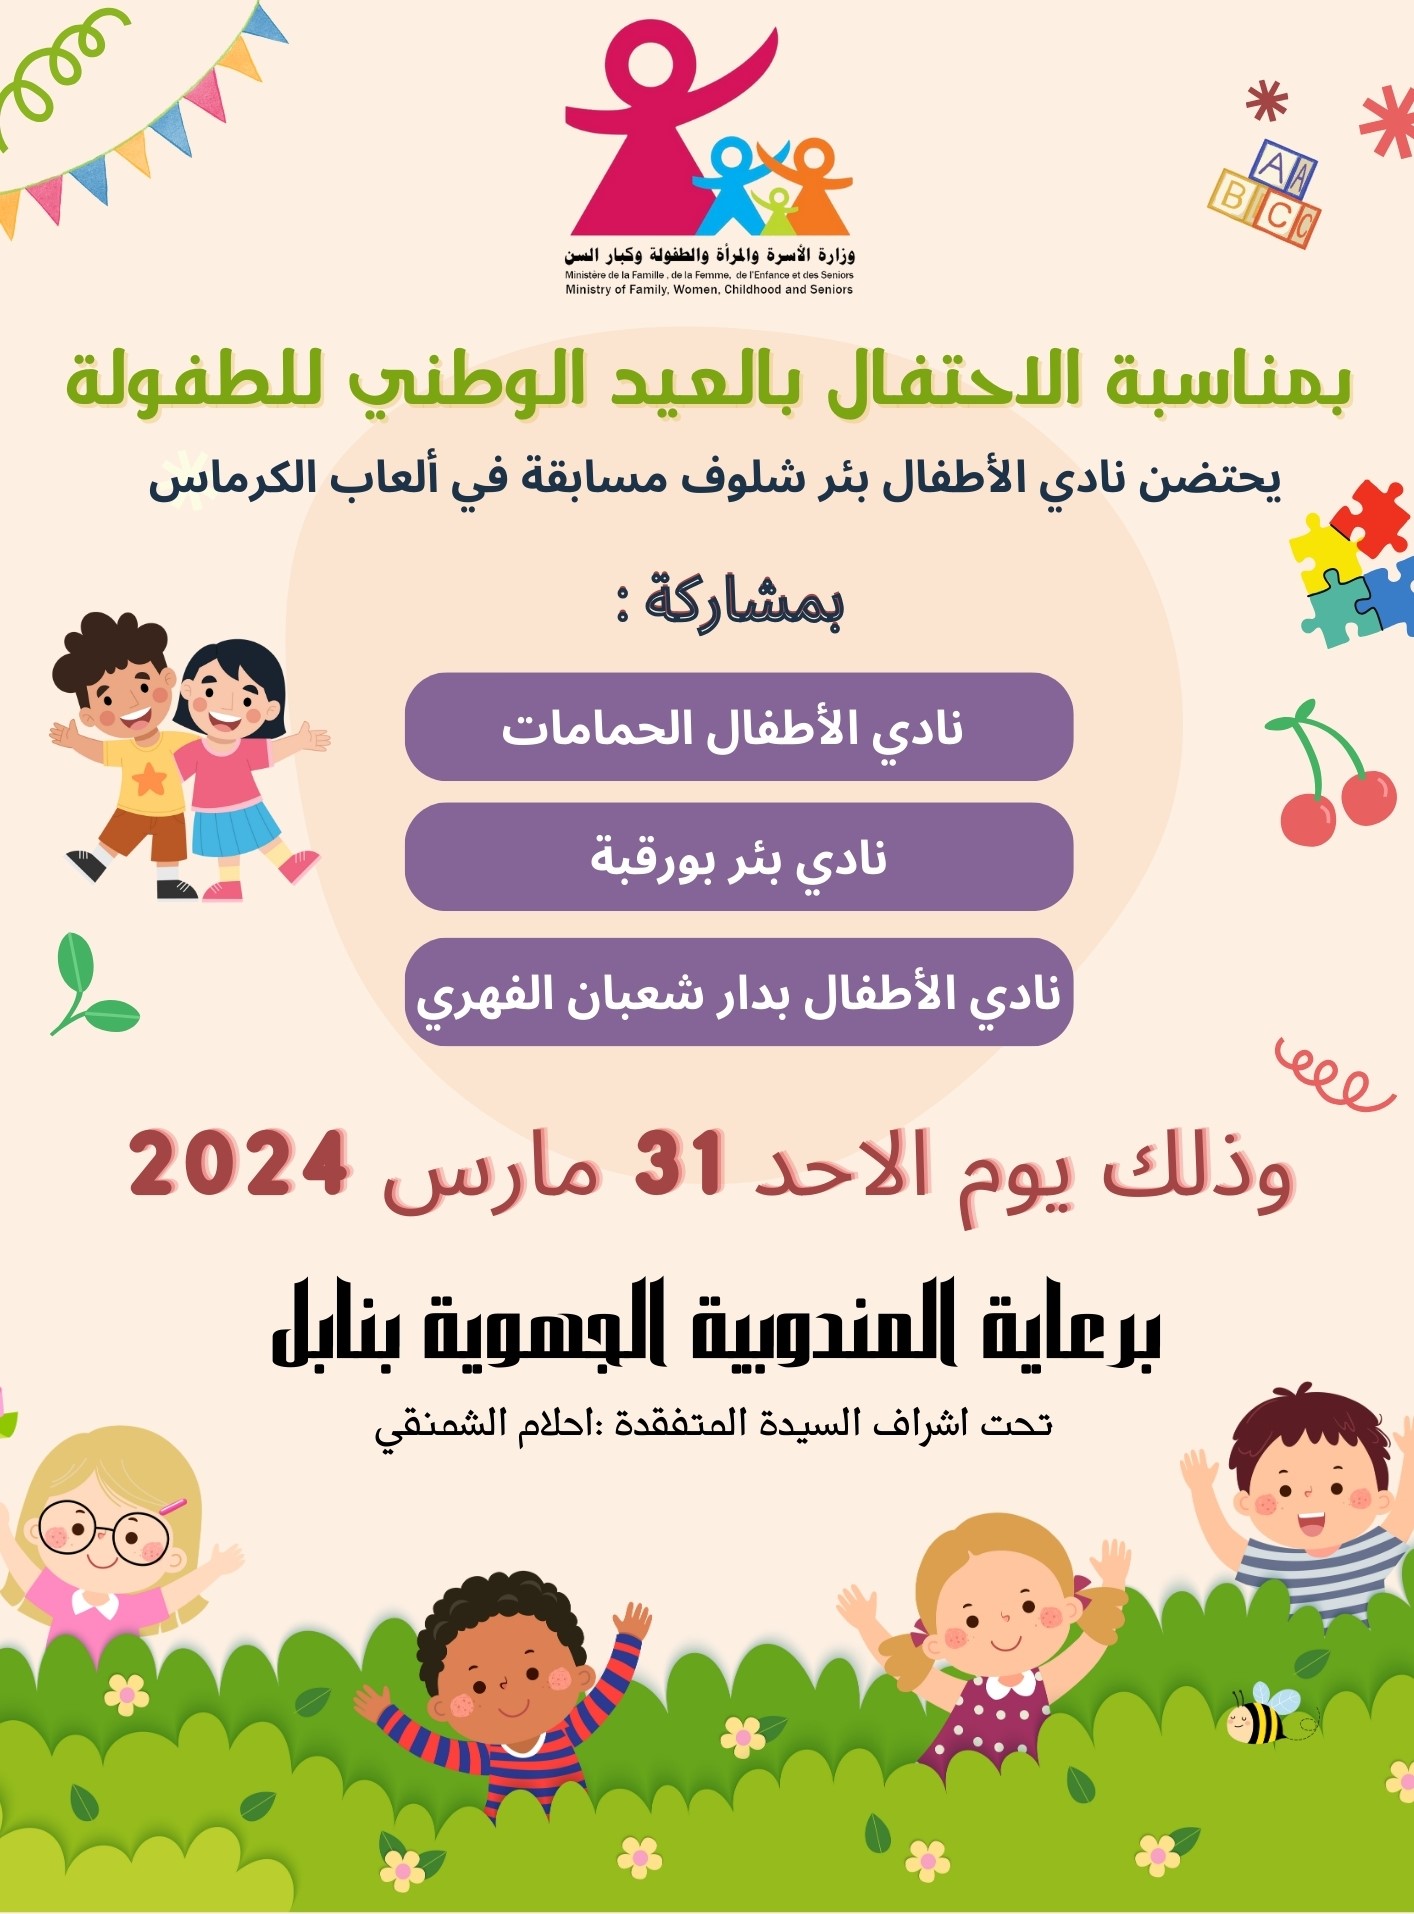 وزارة الأسرة والمرأة والطفولة وكبار السن
Ministère de la Famille , de la Femme, de l'Enfance et des Seniors
Ministry of Family, Women, Childhood and Seniors
A A
B C C
بمناسبة الاحتفال بالعيد الوطني للطفولة
يحتضن نادي الأطفال بئر شلوف مسابقة في ألعاب الكرماس
بمشاركة :
نادي الأطفال الحمامات
نادي بئر بورقبة
نادي الأطفال بدار شعبان الفهري
وذلك يوم الاحد 31 مارس 2024
برعاية المندوبية الجهوية بنابل
تحت اشراف السيدة المتفقدة :احلام الشمنقي